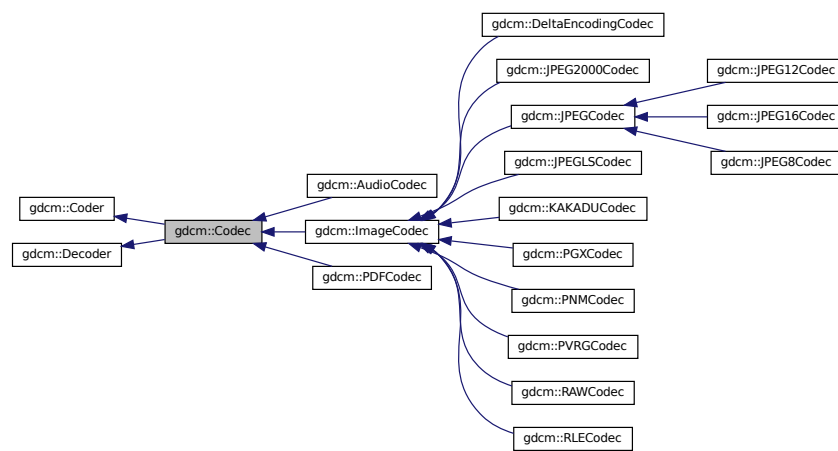 gdcm::DeltaEncodingCodec
gdcm::JPEG2000Codec
gdcm::JPEG12Codec
gdcm::JPEGCodec
gdcm::JPEG16Codec
gdcm::JPEGLSCodec
gdcm::JPEG8Codec
gdcm::AudioCodec
gdcm::Coder
gdcm::KAKADUCodec
gdcm::Codec
gdcm::ImageCodec
gdcm::Decoder
gdcm::PGXCodec
gdcm::PDFCodec
gdcm::PNMCodec
gdcm::PVRGCodec
gdcm::RAWCodec
gdcm::RLECodec